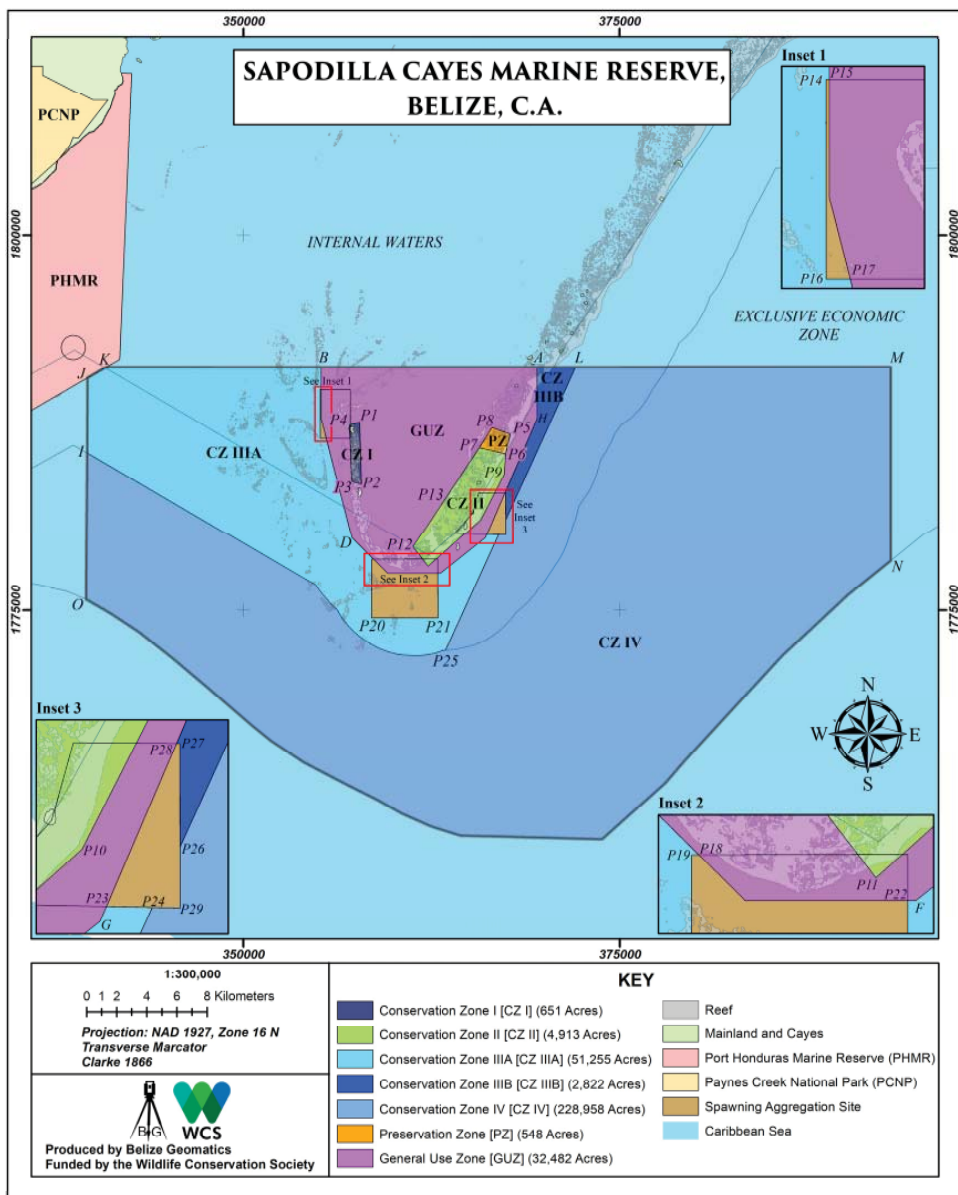 350000
375000
SAPODILLA CAYES MARINE RESERVE,
BELIZE, C.A.
Inset 1
P14
P15
P16
P17
PCNP
PHMR
1800000
1800000
INTERNAL WATERS
EXCLUSIVE ECONOMIC
ZONE
J
K
B
A
L
M
See Inset 1
CZ
IIIB
P4
P1
GUZ
P8
P5
H
PZ
CZ IIIA
CZ I
P7
P6
I
P3
P2
P9
P13
CZ II
See
Inset
3
D
P12
See Inset 2
N
O
1775000
1775000
P20
P21
P25
CZ IV
Inset 3
P28
P27
P10
P26
P23
P24
P29
G
N
W
E
S
Inset 2
P19
P18
P11
P22
F
350000
375000
1:300,000
0 1 2 4 6 8 Kilometers
Projection: NAD 1927, Zone 16 N
Transverse Marcator
Clarke 1866
B G
WCS
Produced by Belize Geomatics
Funded by the Wildlife Conservation Society
KEY
Conservation Zone I [CZ I] (651 Acres)
Conservation Zone II [CZ II] (4,913 Acres)
Conservation Zone IIIA [CZ IIIA] (51,255 Acres)
Conservation Zone IIIB [CZ IIIB] (2,822 Acres)
Conservation Zone IV [CZ IV] (228,958 Acres)
Preservation Zone [PZ] (548 Acres)
General Use Zone [GUZ] (32,482 Acres)
Reef
Mainland and Cayes
Port Honduras Marine Reserve (PHMR)
Paynes Creek National Park (PCNP)
Spawning Aggregation Site
Caribbean Sea